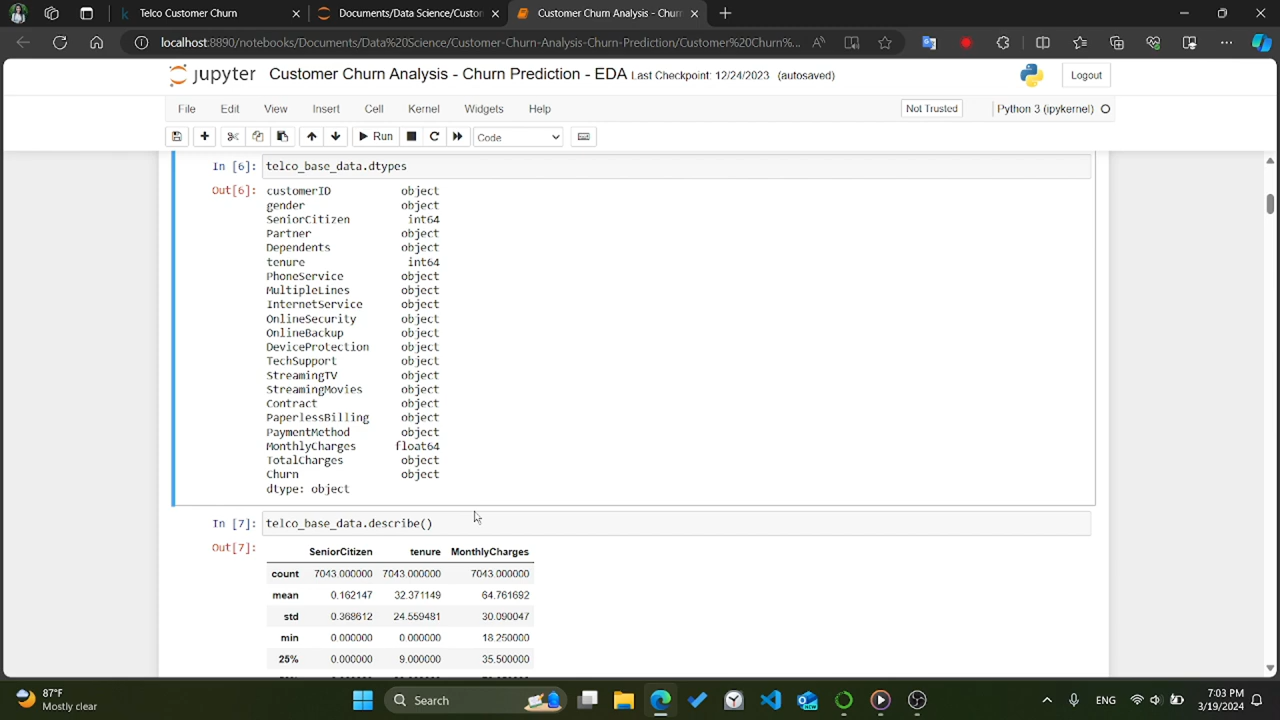 Telco Customer Churn
Documents/Data Science/Custon
Customer Churn Analysis - Churn
localhost:8890/notebooks/Documents/Data%20Science/Customer-Churn-Analysis-Churn-Prediction/Customer%20Churn%...
jupyter Customer Churn Analysis - Churn Prediction - EDA Last Checkpoint: 12/24/2023 (autosaved)
Logout
File Edit View Insert Cell Kernel Widgets Help
Not Trusted
Python 3 (ipykernel)
Run
Code
In [6]: telco_base_data.dtypes
Out[6]: customerID object
gender object
SeniorCitizen int64
Partner object
Dependents object
tenure int64
PhoneService object
MultipleLines object
InternetService object
OnlineSecurity object
OnlineBackup object
DeviceProtection object
TechSupport object
StreamingTV object
StreamingMovies object
Contract object
PaperlessBilling object
PaymentMethod object
MonthlyCharges float64
TotalCharges object
Churn object
dtype: object
In [7]: telco_base_data.describe()
Out[7]:
SeniorCitizen tenure MonthlyCharges
count 7043.000000 7043.000000 7043.000000
mean 0.162147 32.371149 64.761692
std 0.368612 24.559481 30.090047
min 0.000000 0.000000 18.250000
25% 0.000000 9.000000 35.500000
87°F
Mostly clear
Search
ENG
7:03 PM
3/19/2024